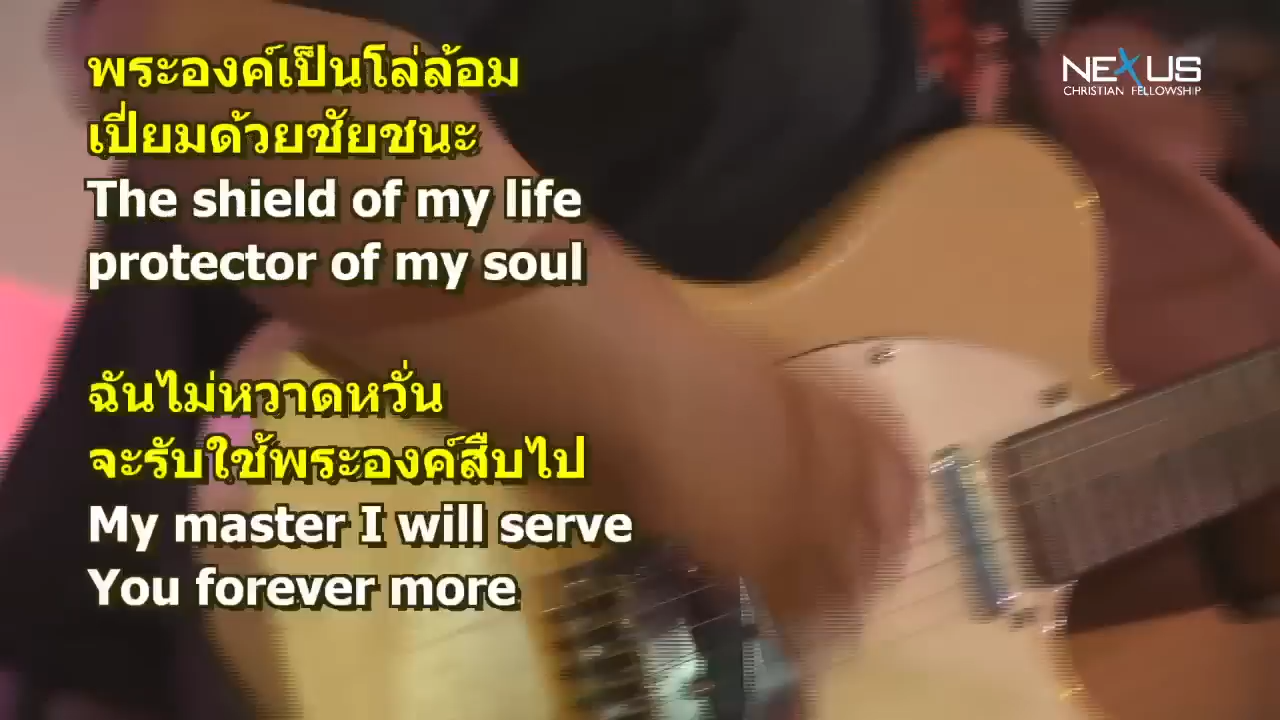 พระองค์เป็นโล่ล้อม
เปี่ยมด้วยชัยชนะ
The shield of my life
protector of my soul
ฉันไม่หวาดหวั่น
จะรับใช้พระองค์สืบไป
My master I will serve
You forever more
NEXUS
CHRISTIAN FELLOWSHIP